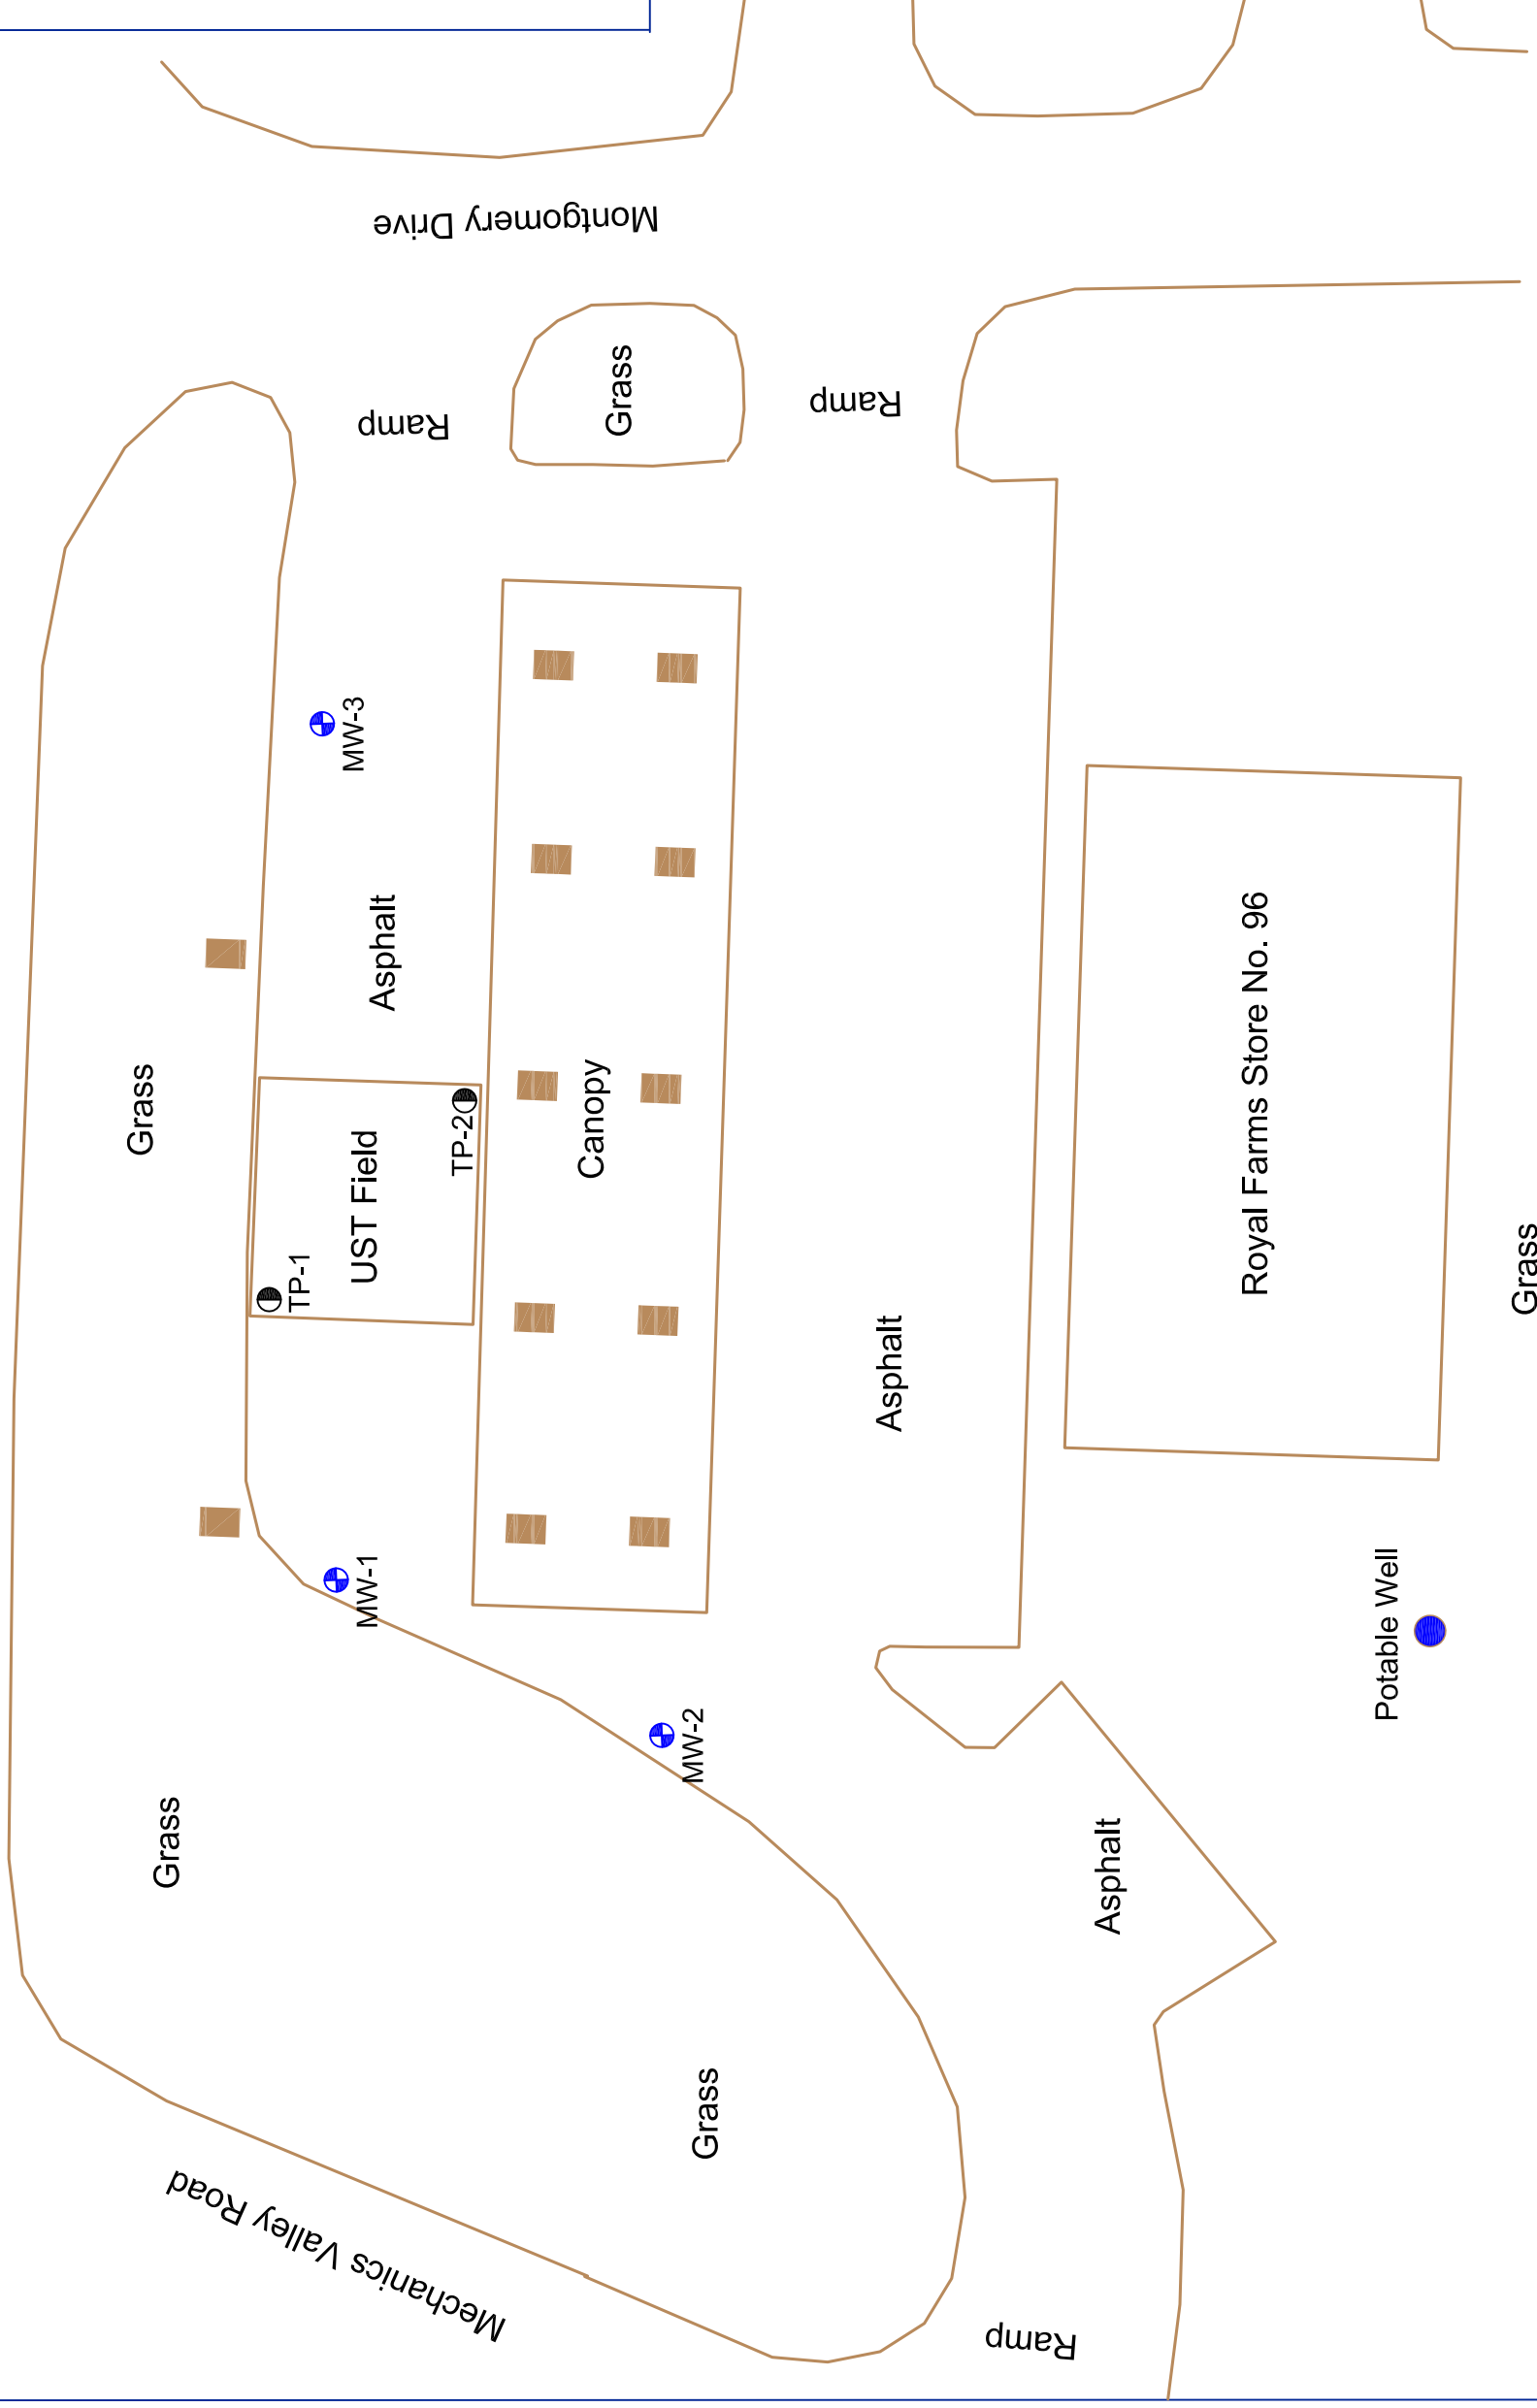 Montgomery Drive
Grass
Ramp
Ramp
MW-3
Asphalt
Grass
UST Field
TP-2
TP-1
Canopy
Royal Farms Store No. 96
Grass
Asphalt
MW-1
MW-2
Potable Well
Grass
Asphalt
Grass
Mechanics Valley Road
Ramp